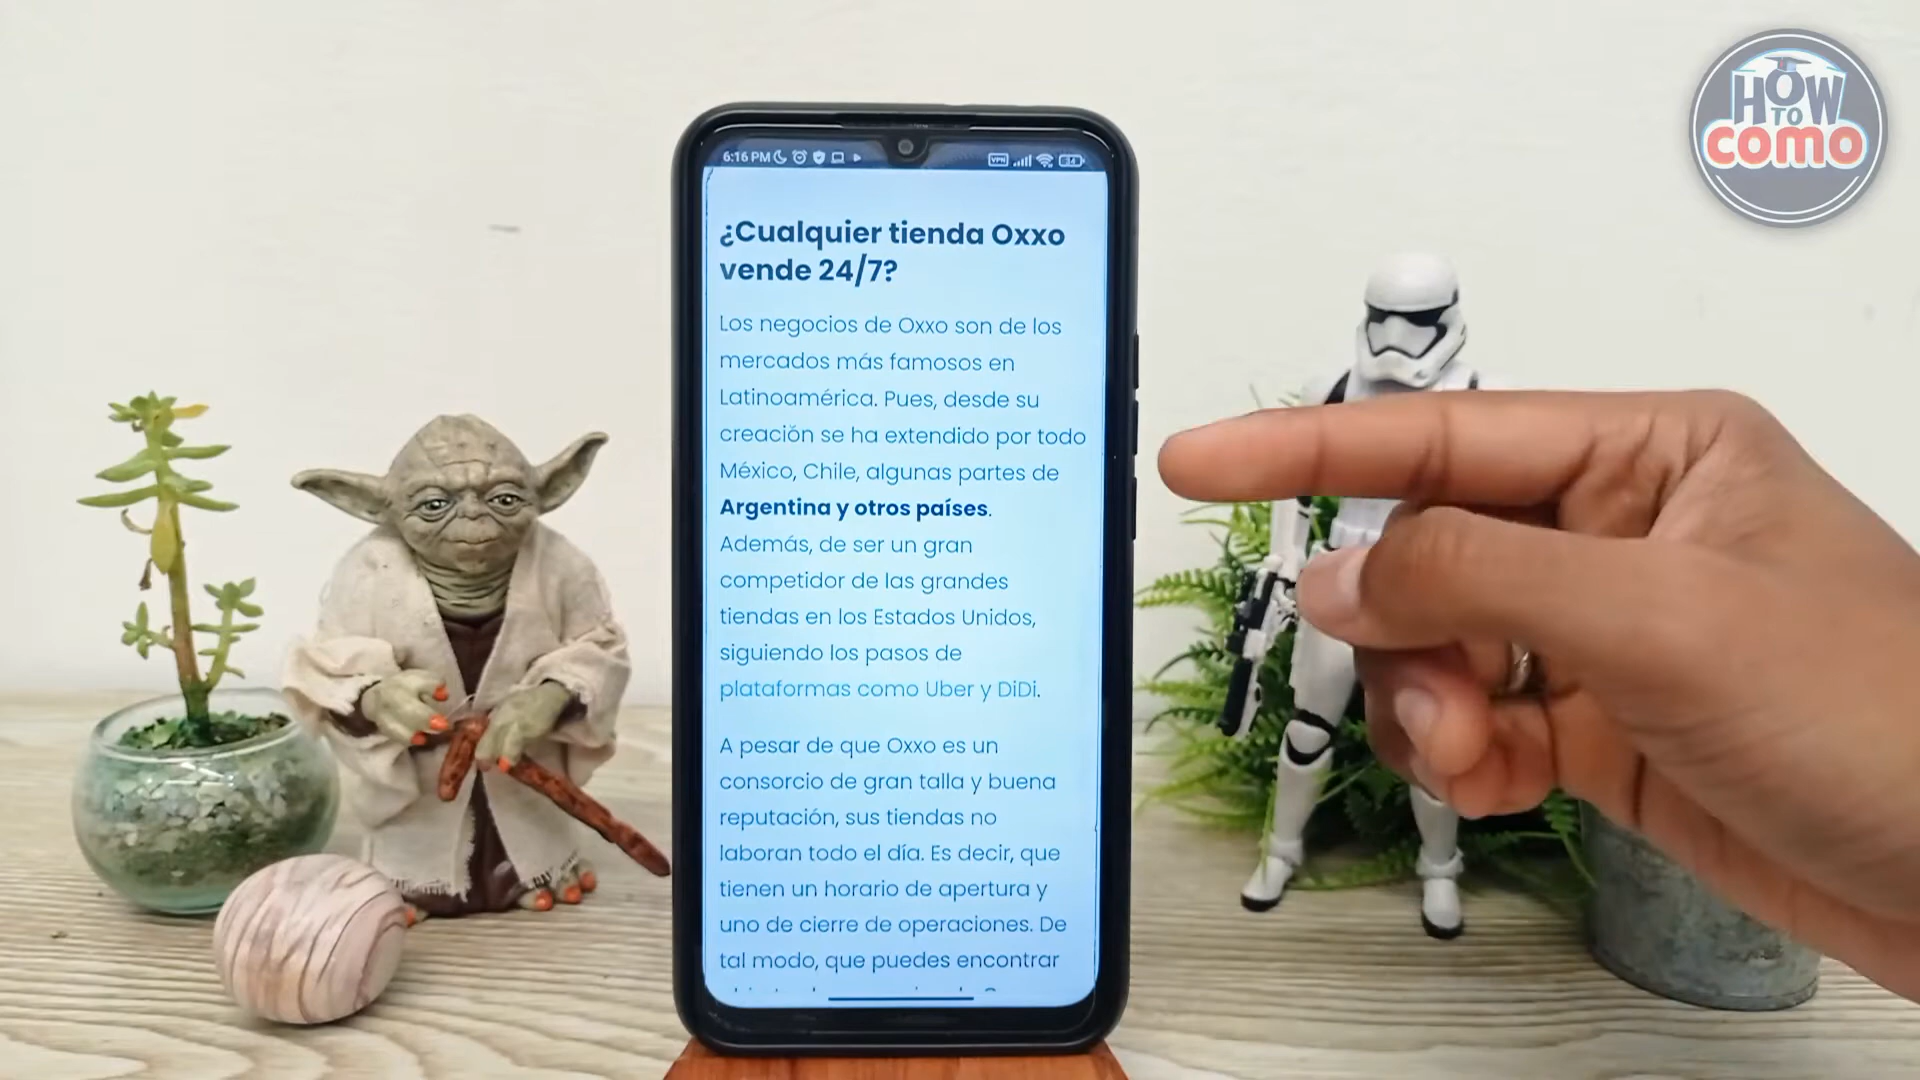 HOW
TO
COMO
6:16 PM
VPN
34
¿Cualquier tienda Oxxo
vende 24/7?
Los negocios de Oxxo son de los
mercados más famosos en
Latinoamérica. Pues, desde su
creación se ha extendido por todo
México, Chile, algunas partes de
Argentina y otros países.
Además, de ser un gran
competidor de las grandes
tiendas en los Estados Unidos,
siguiendo los pasos de
plataformas como Uber y DiDi.
A pesar de que Oxxo es un
consorcio de gran talla y buena
reputación, sus tiendas no
laboran todo el día. Es decir, que
tienen un horario de apertura y
uno de cierre de operaciones. De
tal modo, que puedes encontrar